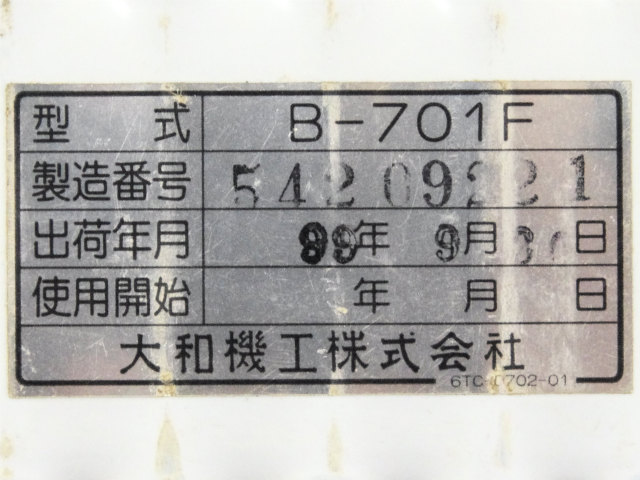 型式 B-701F
製造番号 54209221
出荷年月 99年 9月 日
使用開始 年 月 日
大和機工株式会社
6TC-0702-01